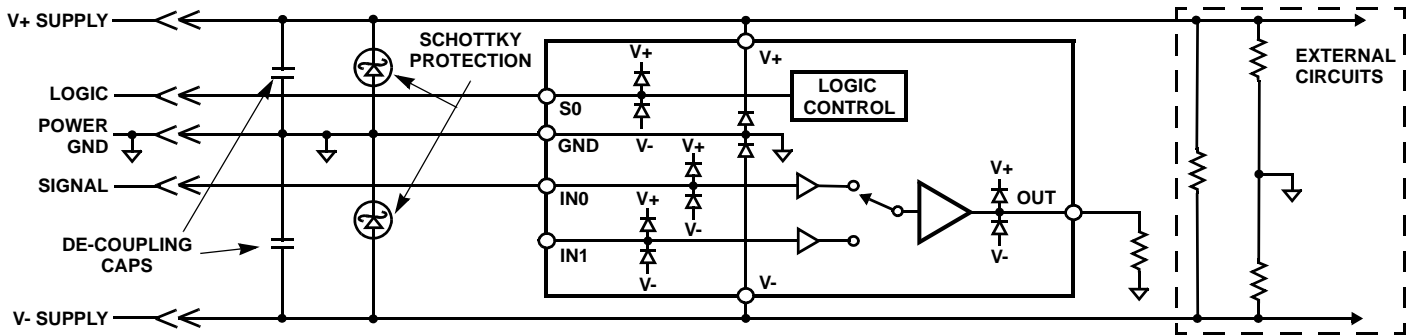 V+ SUPPLY
LOGIC
POWER
GND
SIGNAL
DE-COUPLING
CAPS
V- SUPPLY
SCHOTTKY
PROTECTION
V+
V+
LOGIC
CONTROL
S0
V-
GND
V+
IN0
V+
V-
IN1
V-
V-
V+
OUT
V-
EXTERNAL
CIRCUITS